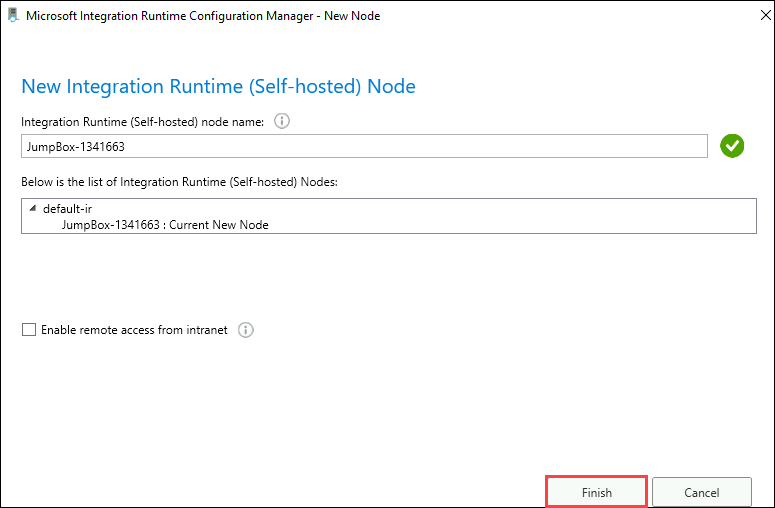 Microsoft Integration Runtime Configuration Manager - New Node
New Integration Runtime (Self-hosted) Node
Integration Runtime (Self-hosted) node name:
JumpBox-1341663
Below is the list of Integration Runtime (Self-hosted) Nodes:
default-ir
JumpBox-1341663 : Current New Node
Enable remote access from intranet
Finish
Cancel